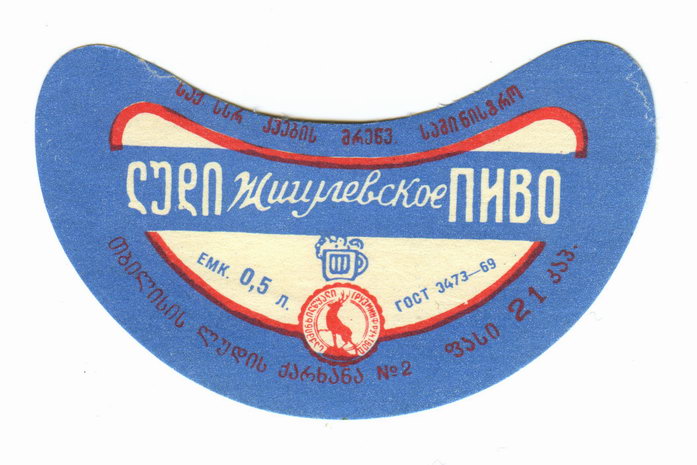 საქ. სსრ კვების მრეწვ. სამინისტრო
ლუდი Жигулевское ПИВО
ЕМК. 0,5 Л.
ГОСТ 3473—69
თბილისის ლუდის ქარხანა №2 ფასი 21 კაპ.